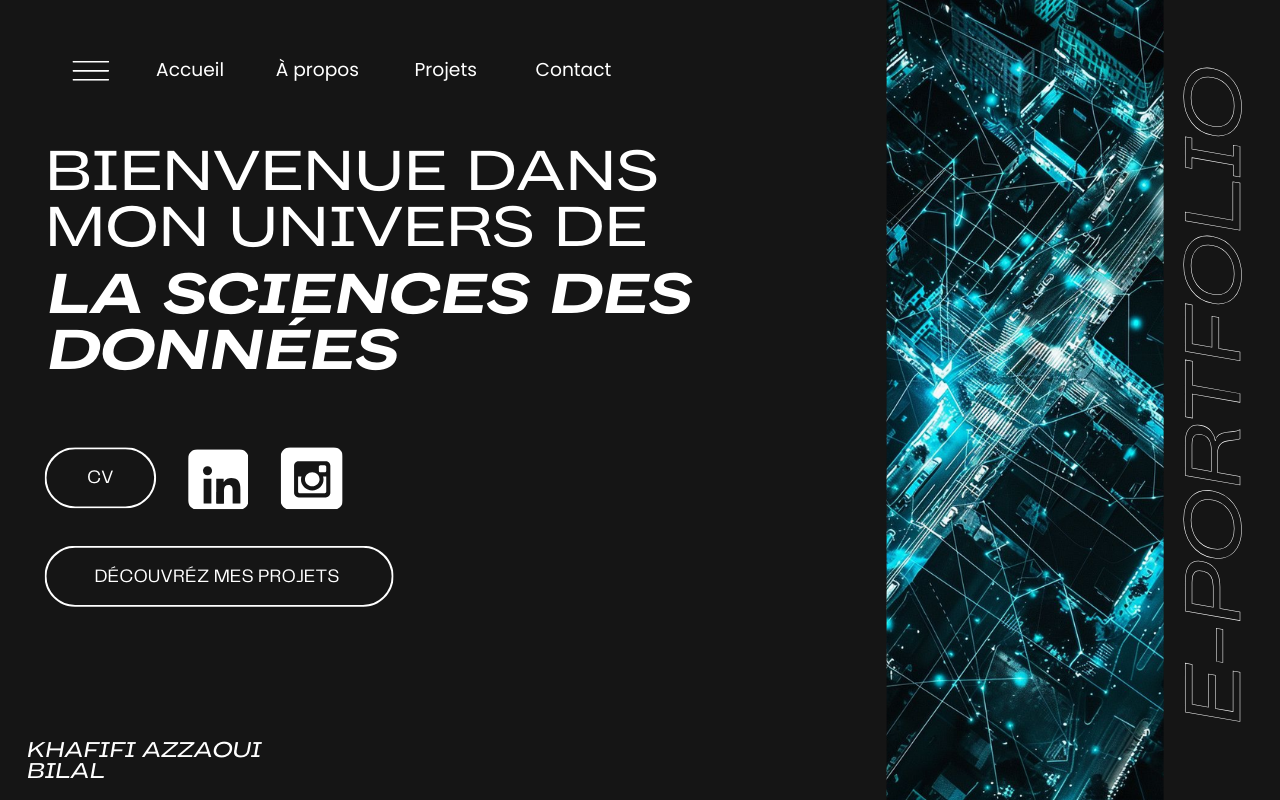 Accueil À propos Projets Contact
BIENVENUE DANS
MON UNIVERS DE
LA SCIENCES DES
DONNÉES
CV in
DÉCOUVRÉZ MES PROJETS
KHAFIFI AZZAOUI
BILAL
E-PORTFOLIO